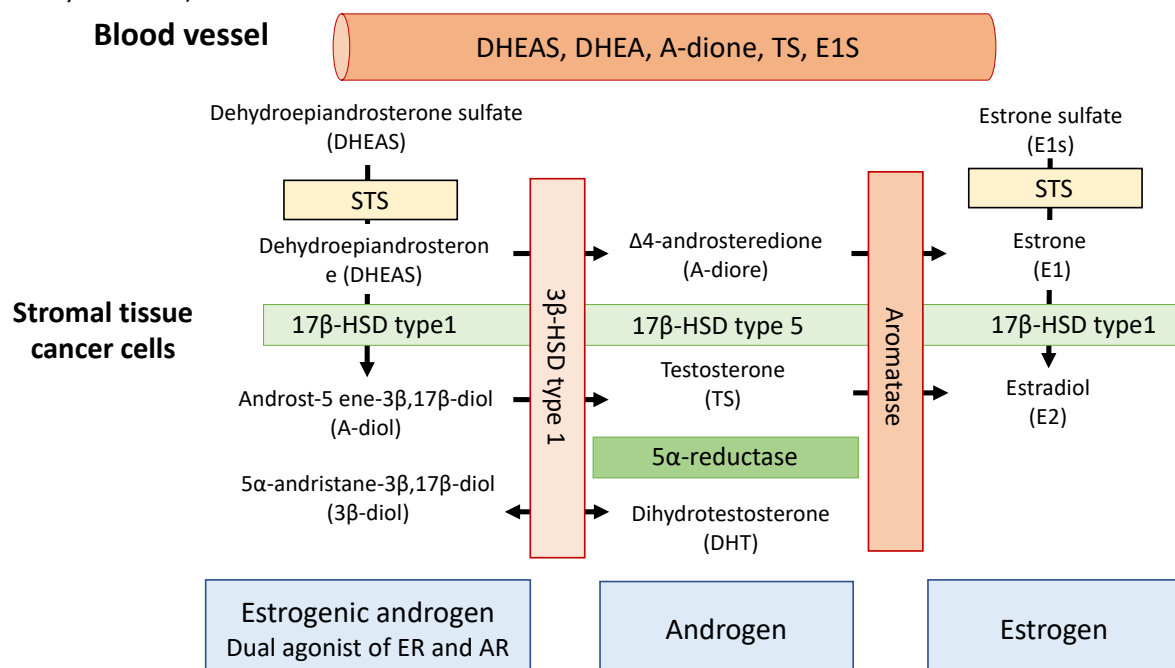 Blood vessel
DHEAS, DHEA, A-dione, TS, E1S
Dehydroepiandrosterone sulfate
(DHEAS)
Estrone sulfate
(E1s)
STS
STS
Dehydroepiandrosteron
e (DHEAS)
Δ4-androsteredione
(A-diore)
Estrone
(E1)
Stromal tissue
cancer cells
17β-HSD type1
3β-HSD type 1
17β-HSD type 5
Aromatase
17β-HSD type1
Androst-5 ene-3β,17β-diol
(A-diol)
Testosterone
(TS)
Estradiol
(E2)
5α-reductase
5α-andristane-3β,17β-diol
(3β-diol)
Dihydrotestosterone
(DHT)
Estrogenic androgen
Dual agonist of ER and AR
Androgen
Estrogen